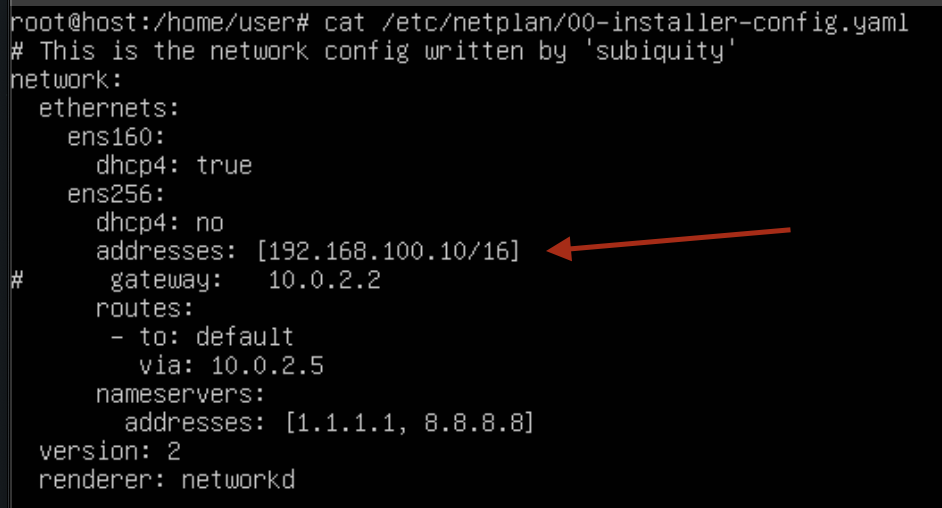 root@host:/home/user# cat /etc/netplan/00-installer-config.yaml
# This is the network config written by 'subiquity'
network:
  ethernets:
    ens160:
      dhcp4: true
    ens256:
      dhcp4: no
      addresses: [192.168.100.10/16]
#      gateway:   10.0.2.2
      routes:
       - to: default
         via: 10.0.2.5
      nameservers:
        addresses: [1.1.1.1, 8.8.8.8]
  version: 2
  renderer: networkd